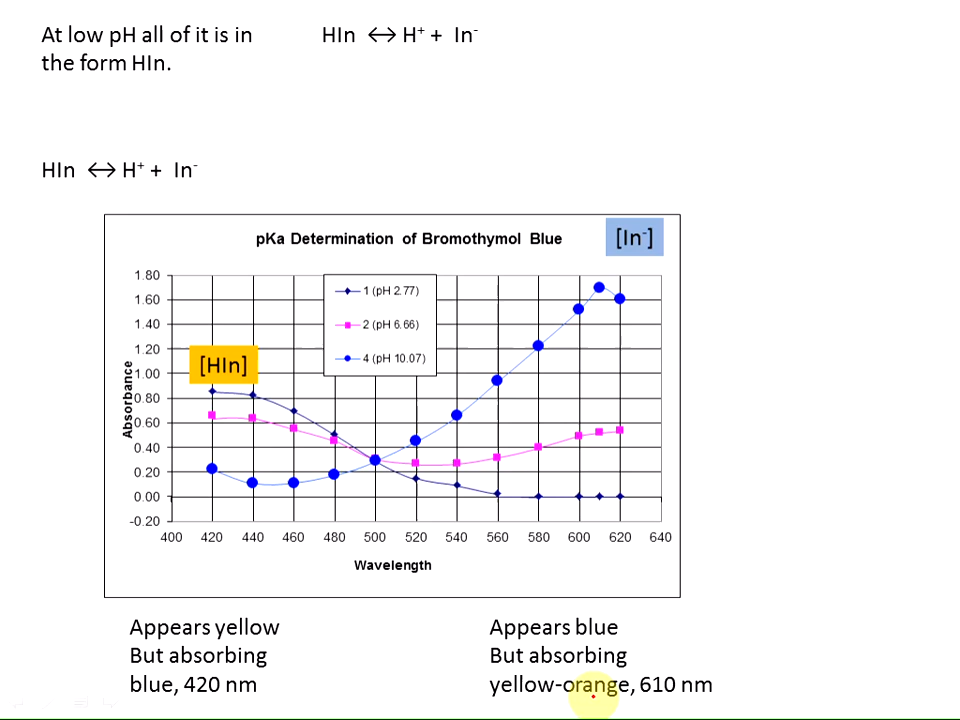 At low pH all of it is in
the form HIn.
HIn ↔ H⁺ + In⁻
HIn ↔ H⁺ + In⁻
pKa Determination of Bromothymol Blue
[In⁻]
1 (pH 2.77)
2 (pH 6.66)
4 (pH 10.07)
[HIn]
Absorbance
1.80
1.60
1.40
1.20
1.00
0.80
0.60
0.40
0.20
0.00
-0.20
400 420 440 460 480 500 520 540 560 580 600 620 640
Wavelength
Appears yellow
But absorbing
blue, 420 nm
Appears blue
But absorbing
yellow-orange, 610 nm